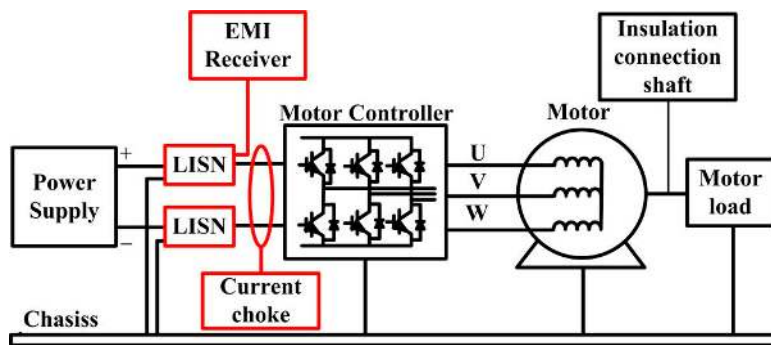 EMI
Receiver
Insulation
connection
shaft
Motor Controller
Motor
+
LISN
U
Power
Supply
V
Motor
load
W
LISN
−
Current
choke
Chasiss